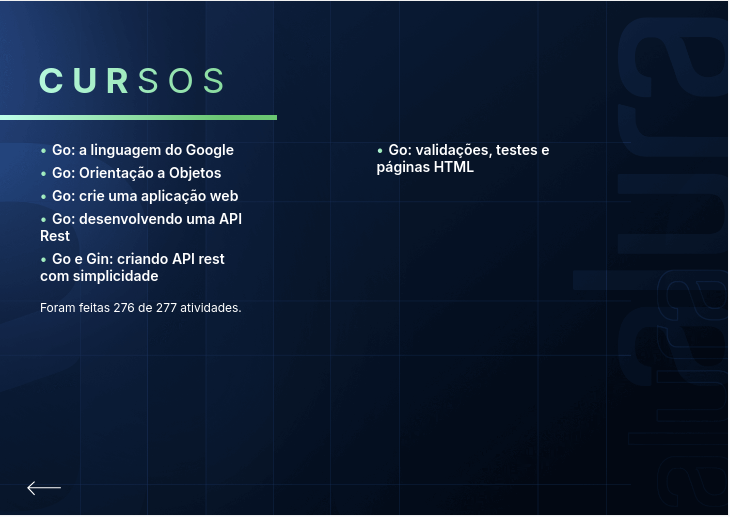 CURSOS
• Go: a linguagem do Google
• Go: Orientação a Objetos
• Go: crie uma aplicação web
• Go: desenvolvendo uma API
Rest
• Go e Gin: criando API rest
com simplicidade
Foram feitas 276 de 277 atividades.
• Go: validações, testes e
páginas HTML
alura
alura